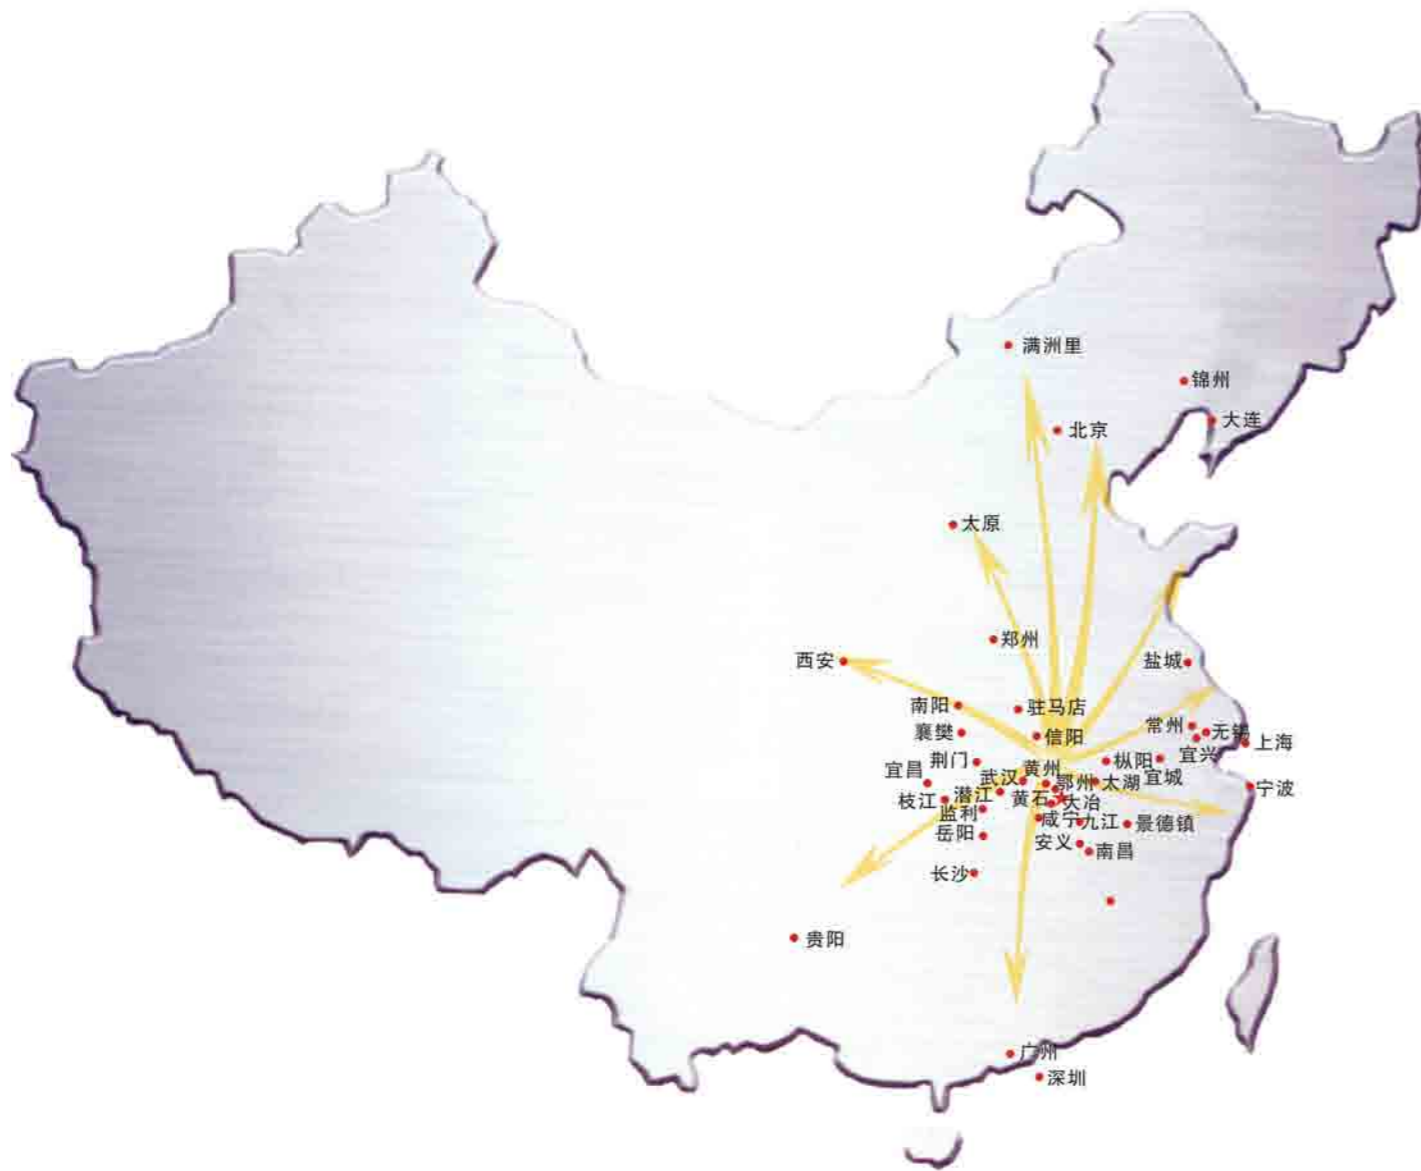 满洲里
锦州
大连
北京
太原
郑州
西安
盐城
南阳
驻马店
襄樊
信阳
常州
无锡
宜兴
上海
荆门
枞阳
宜城
宜昌
武汉
黄州
鄂州
太湖
宁波
枝江
潜江
黄石
大冶
监利
咸宁
九江
景德镇
岳阳
安义
南昌
长沙
贵阳
广州
深圳